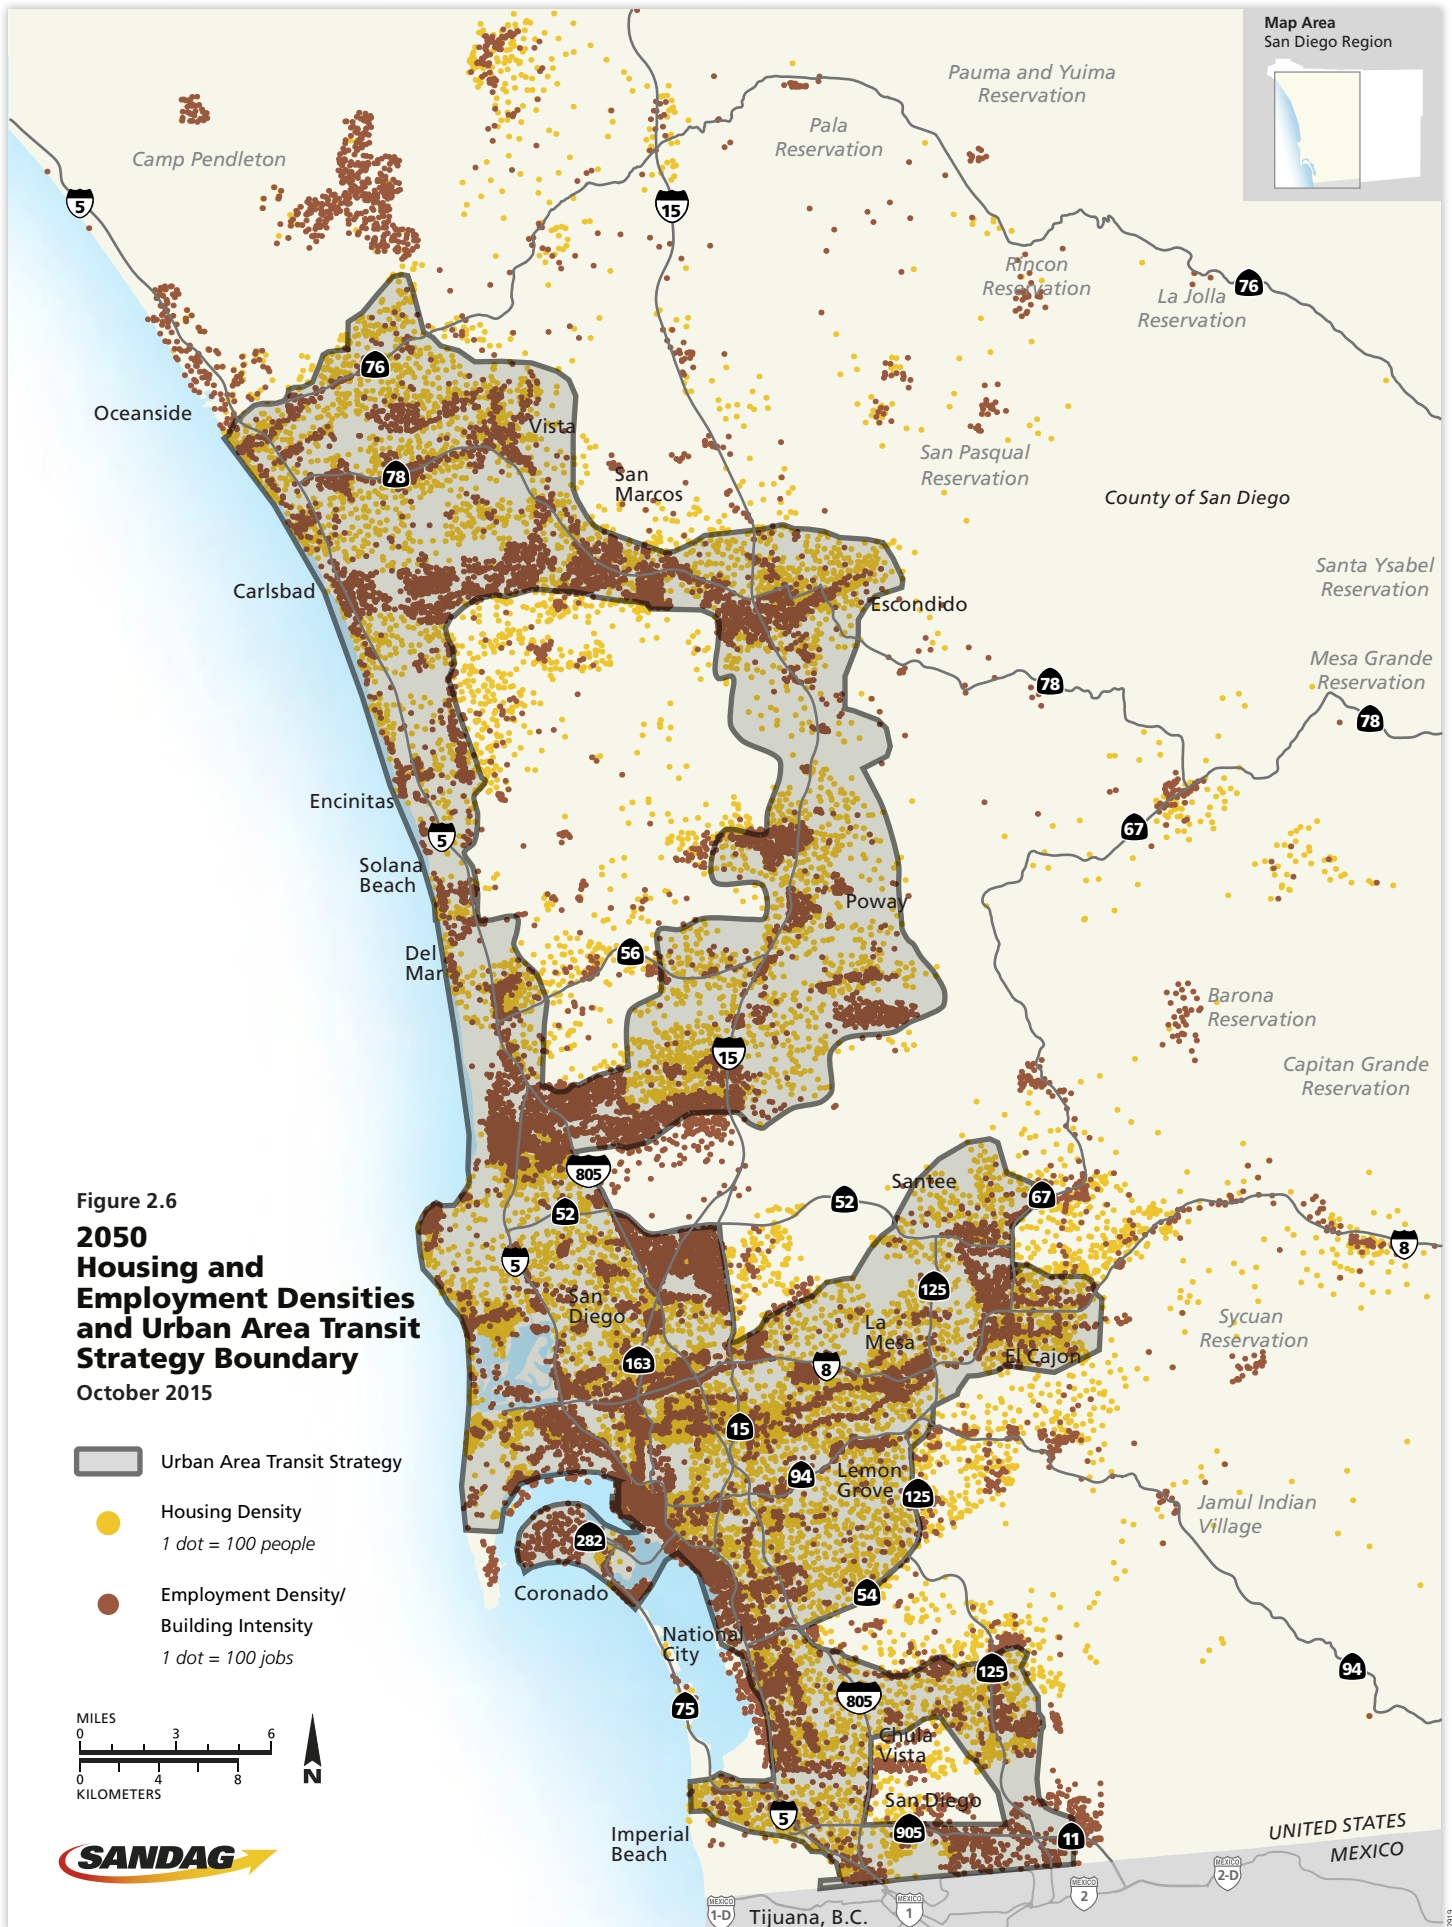 Map Area
San Diego Region
Pauma and Yuima
Reservation
Pala
Reservation
Camp Pendleton
5
15
Rincon
Reservation
La Jolla
Reservation
76
76
Oceanside
Vista
78
San
Marcos
San Pasqual
Reservation
County of San Diego
Santa Ysabel
Reservation
Carlsbad
Escondido
Mesa Grande
Reservation
78
78
Encinitas
5
67
Solana
Beach
Poway
Del
Mar
56
Barona
Reservation
15
Capitan Grande
Reservation
805
Santee
67
52
52
8
5
125
San
Diego
La
Mesa
Sycuan
Reservation
163
8
El Cajon
15
94
Lemon
Grove
125
Jamul Indian
Village
282
Coronado
54
National
City
125
94
75
805
Chula
Vista
San Diego
5
905
11
Imperial
Beach
UNITED STATES
MEXICO
MEXICO
1-D
Tijuana, B.C.
MEXICO
1
MEXICO
2
MEXICO
2-D
Figure 2.6
2050
Housing and
Employment Densities
and Urban Area Transit
Strategy Boundary
October 2015
Urban Area Transit Strategy
Housing Density
1 dot = 100 people
Employment Density/
Building Intensity
1 dot = 100 jobs
MILES
0 3 6
0 4 8
KILOMETERS
N
SANDAG